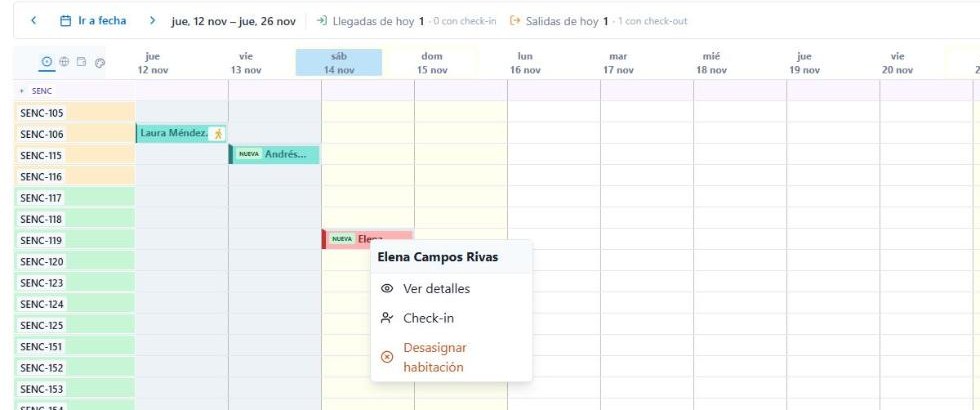 Ir a fecha jue, 12 nov – jue, 26 nov Llegadas de hoy 1 · 0 con check-in Salidas de hoy 1 · 1 con check-out
jue vie sáb dom lun mar mié jue vie
12 nov 13 nov 14 nov 15 nov 16 nov 17 nov 18 nov 19 nov 20 nov
SENC
SENC-105
SENC-106 Laura Méndez
SENC-115 NUEVA Andrés...
SENC-116
SENC-117
SENC-118
SENC-119 NUEVA
SENC-120
SENC-123
SENC-124
SENC-125
SENC-151
SENC-152
SENC-153
Elena Campos Rivas
Ver detalles
Check-in
Desasignar
habitación